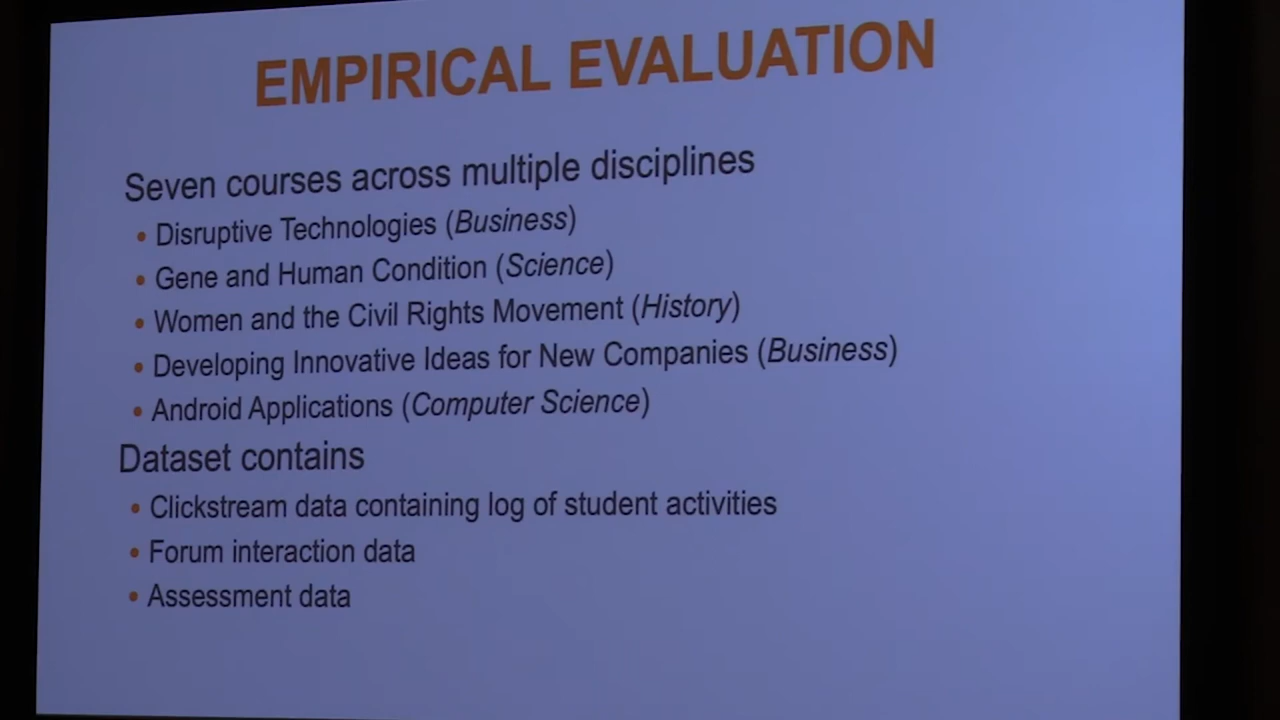 EMPIRICAL EVALUATION
Seven courses across multiple disciplines
• Disruptive Technologies (Business)
• Gene and Human Condition (Science)
• Women and the Civil Rights Movement (History)
• Developing Innovative Ideas for New Companies (Business)
• Android Applications (Computer Science)
Dataset contains
• Clickstream data containing log of student activities
• Forum interaction data
• Assessment data